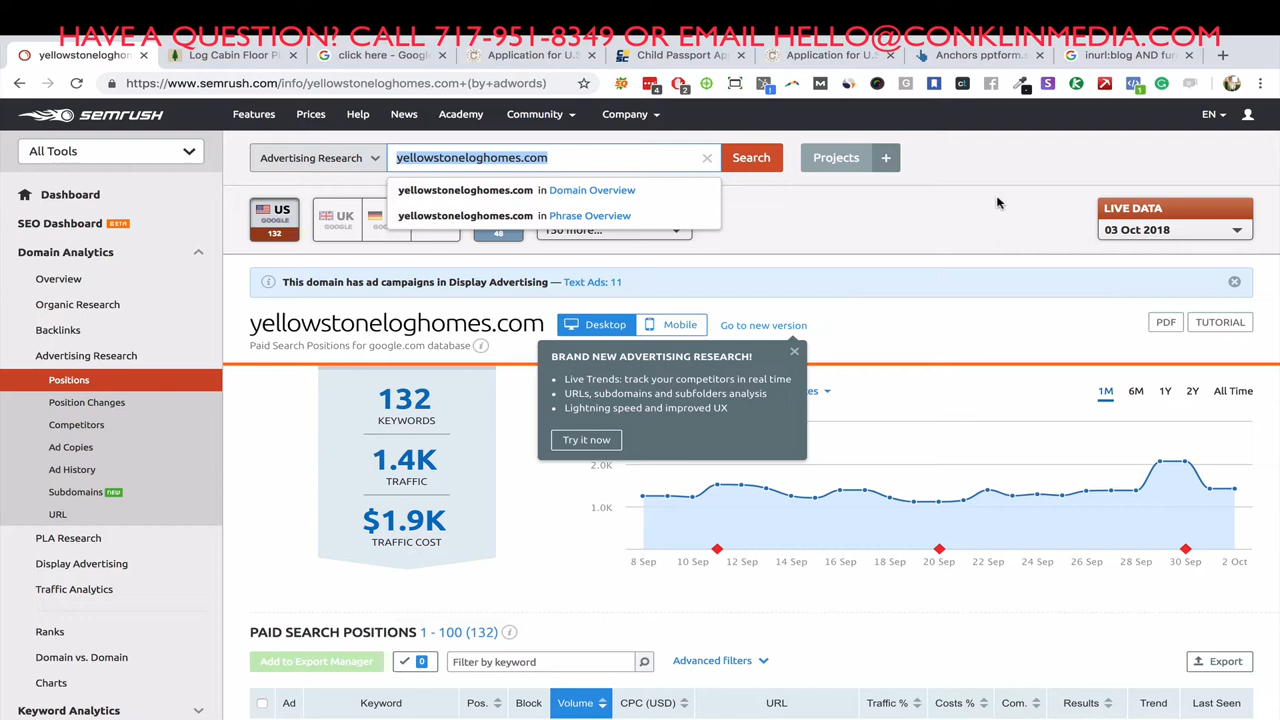 HAVE A QUESTION? CALL 717-951-8349 OR EMAIL HELLO@CONKLINMEDIA.COM
yellowstoneloghom
Log Cabin Floor Pl
click here - Google
Application for U.S
Child Passport App
Application for U.S
Anchors pptform.s
inurl:blog AND fun
https://www.semrush.com/info/yellowstoneloghomes.com+(by+adwords)
SEMRUSH
Features
Prices
Help
News
Academy
Community
Company
EN
All Tools
Advertising Research
yellowstoneloghomes.com
Search
Projects +
yellowstoneloghomes.com in Domain Overview
yellowstoneloghomes.com in Phrase Overview
US
GOOGLE
132
UK
GOOGLE
48
130 more...
LIVE DATA
03 Oct 2018
Dashboard
SEO Dashboard BETA
Domain Analytics
Overview
Organic Research
Backlinks
Advertising Research
Positions
Position Changes
Competitors
Ad Copies
Ad History
Subdomains NEW
URL
PLA Research
Display Advertising
Traffic Analytics
Ranks
Domain vs. Domain
Charts
Keyword Analytics
This domain has ad campaigns in Display Advertising — Text Ads: 11
yellowstoneloghomes.com
Desktop
Mobile
Go to new version
PDF
TUTORIAL
Paid Search Positions for google.com database
BRAND NEW ADVERTISING RESEARCH!
Live Trends: track your competitors in real time
URLs, subdomains and subfolders analysis
Lightning speed and improved UX
Try it now
132
KEYWORDS
1.4K
TRAFFIC
$1.9K
TRAFFIC COST
1M
6M
1Y
2Y
All Time
2.0K
1.0K
8 Sep
10 Sep
12 Sep
14 Sep
16 Sep
18 Sep
20 Sep
22 Sep
24 Sep
26 Sep
28 Sep
30 Sep
2 Oct
PAID SEARCH POSITIONS 1 - 100 (132)
Add to Export Manager
0
Filter by keyword
Advanced filters
Export
Ad
Keyword
Pos.
Block
Volume
CPC (USD)
URL
Traffic %
Costs %
Com.
Results
Trend
Last Seen